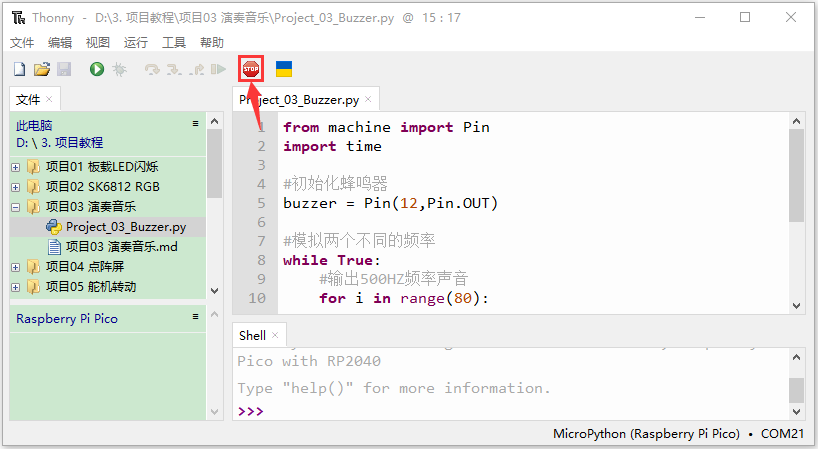 Thonny - D:\3. 项目教程\项目03 演奏音乐\Project_03_Buzzer.py @ 15 : 17
文件 编辑 视图 运行 工具 帮助
STOP
文件 ×
此电脑
D: \ 3. 项目教程
项目01 板载LED闪烁
项目02 SK6812 RGB
项目03 演奏音乐
Project_03_Buzzer.py
项目03 演奏音乐.md
项目04 点阵屏
项目05 舵机转动
Raspberry Pi Pico
Project_03_Buzzer.py ×
1 from machine import Pin
2 import time
3
4 #初始化蜂鸣器
5 buzzer = Pin(12,Pin.OUT)
6
7 #模拟两个不同的频率
8 while True:
9 #输出500HZ频率声音
10 for i in range(80):
Shell ×
Pico with RP2040
Type "help()" for more information.
>>>
MicroPython (Raspberry Pi Pico) • COM21